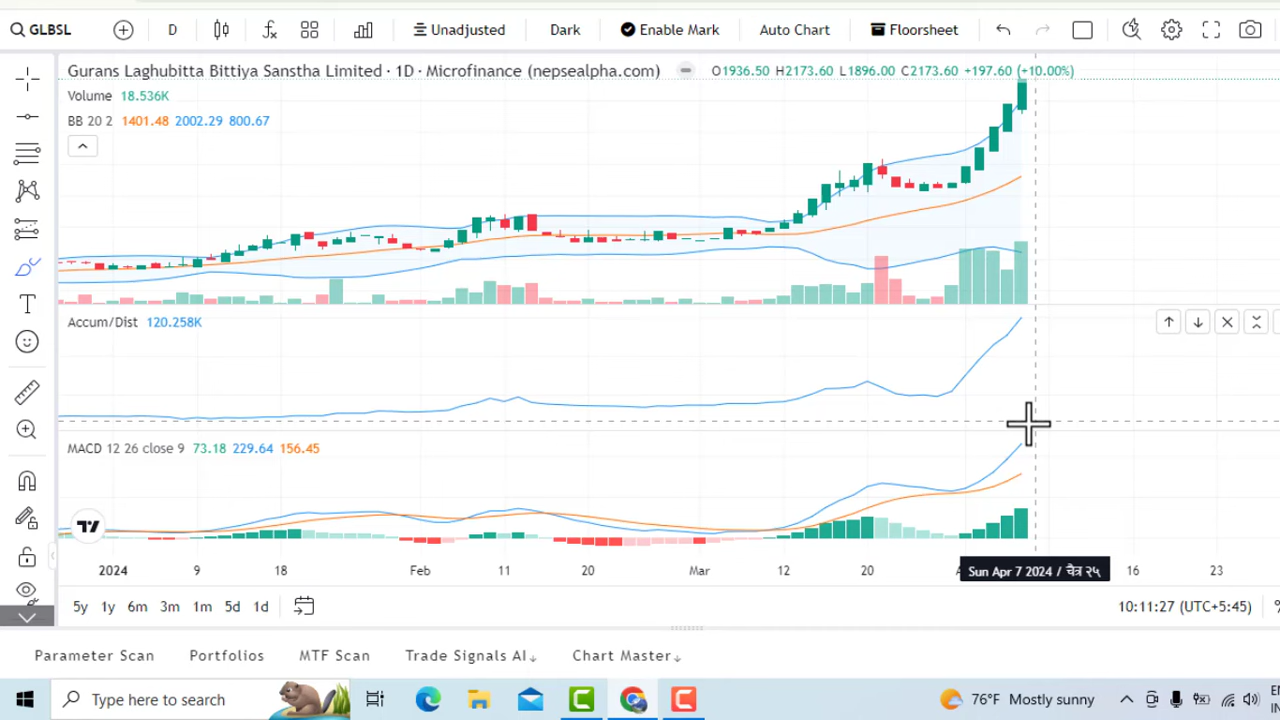 GLBSL D Unadjusted Dark Enable Mark Auto Chart Floorsheet
Gurans Laghubitta Bittiya Sanstha Limited · 1D · Microfinance (nepsealpha.com) O1936.50 H2173.60 L1896.00 C2173.60 +197.60 (+10.00%)
Volume 18.536K
BB 20 2 1401.48 2002.29 800.67
Accum/Dist 120.258K
MACD 12 26 close 9 73.18 229.64 156.45
2024 9 18 Feb 11 20 Mar 12 20 Sun Apr 7 2024 / चैत्र २५ 16 23
5y 1y 6m 3m 1m 5d 1d 10:11:27 (UTC+5:45) %
Parameter Scan Portfolios MTF Scan Trade Signals AI↓ Chart Master↓
Type here to search 76°F Mostly sunny